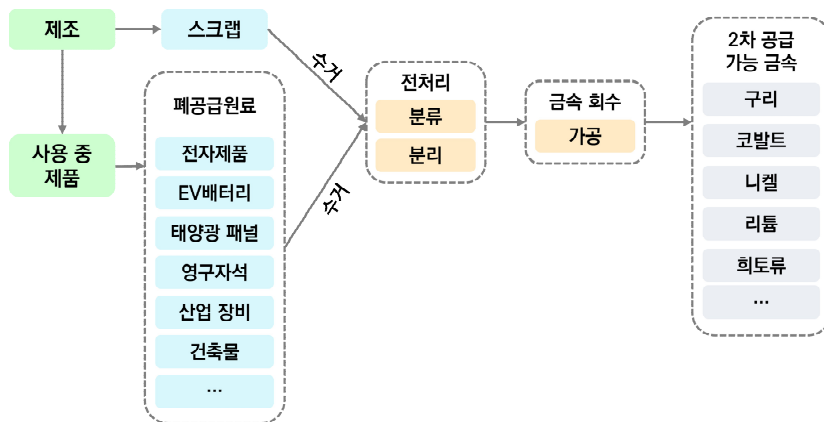 제조
스크랩
사용 중
제품
폐공급원료
전자제품
EV배터리
태양광 패널
영구자석
산업 장비
건축물
…
수거
수거
전처리
분류
분리
금속 회수
가공
2차 공급
가능 금속
구리
코발트
니켈
리튬
희토류
…